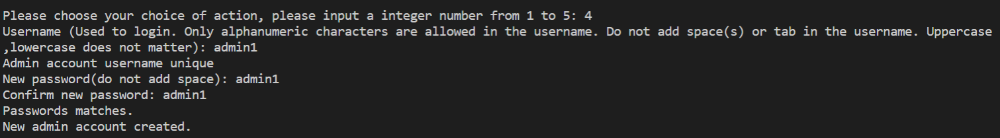 Please choose your choice of action, please input a integer number from 1 to 5: 4
Username (Used to login. Only alphanumeric characters are allowed in the username. Do not add space(s) or tab in the username. Uppercase
,lowercase does not matter): admin1
Admin account username unique
New password(do not add space): admin1
Confirm new password: admin1
Passwords matches.
New admin account created.